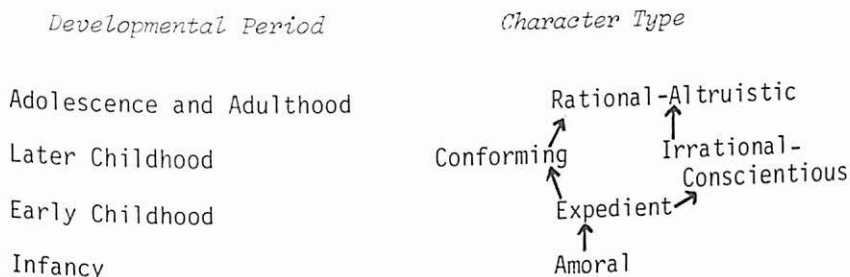 Developmental Period Character Type
Adolescence and Adulthood Rational-Altruistic
Later Childhood Conforming Irrational-
Conscientious
Early Childhood Expedient
Infancy Amoral